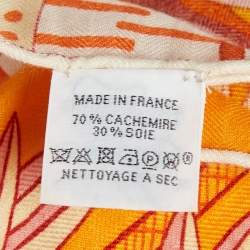 MADE IN FRANCE
70 % CACHEMIRE
30 % SOIE
NETTOYAGE A SEC